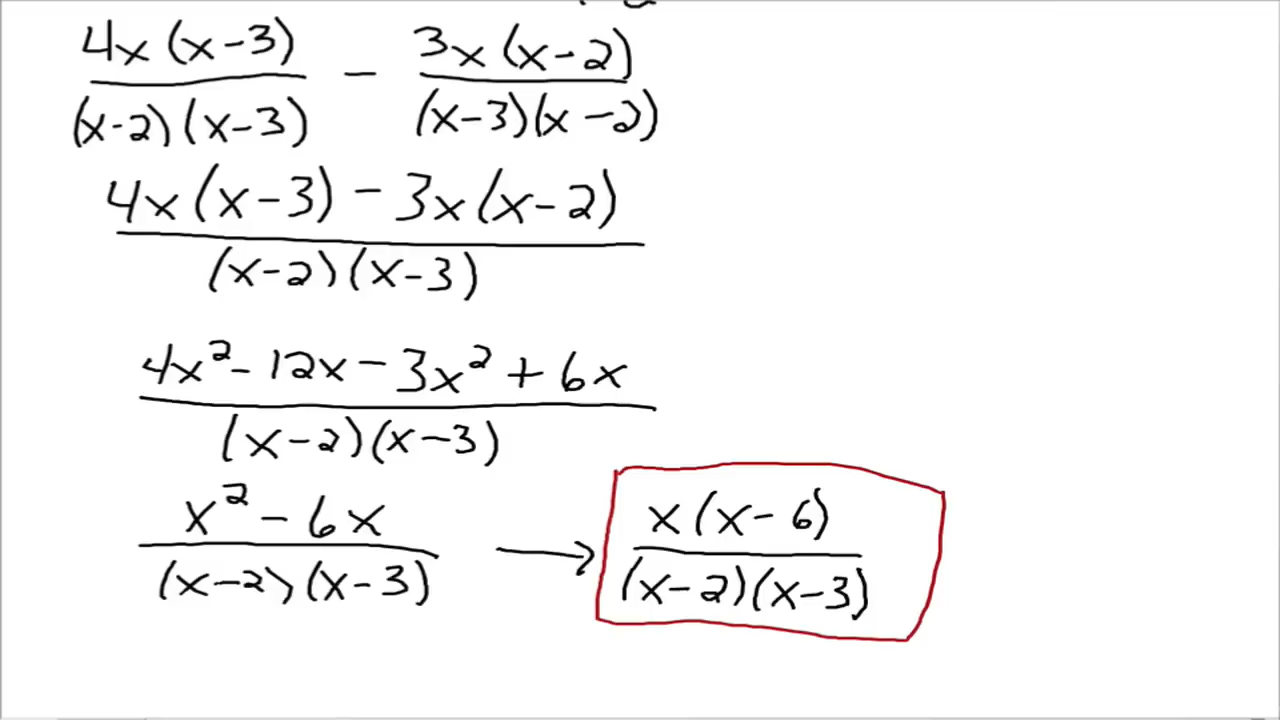 4x(x-3) / (x-2)(x-3) - 3x(x-2) / (x-3)(x-2)
4x(x-3) - 3x(x-2) / (x-2)(x-3)
4x² - 12x - 3x² + 6x / (x-2)(x-3)
x² - 6x / (x-2)(x-3) → x(x-6) / (x-2)(x-3)